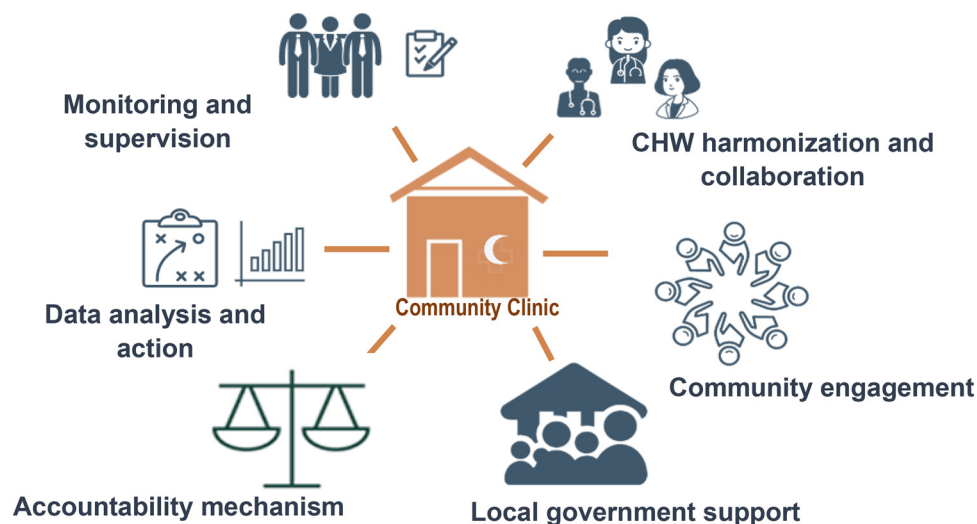 Monitoring and
supervision
CHW harmonization and
collaboration
Data analysis and
action
Community Clinic
Community engagement
Accountability mechanism
Local government support